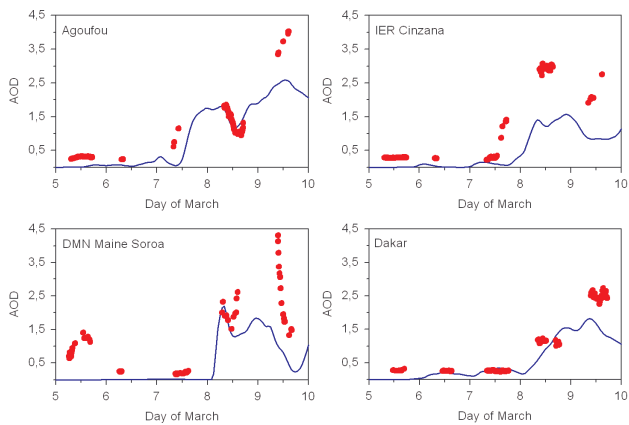 4,5
Agoufou
3,5
AOD
2,5
1,5
0,5
5 6 7 8 9 10
Day of March
4,5
IER Cinzana
3,5
AOD
2,5
1,5
0,5
5 6 7 8 9 10
Day of March
4,5
DMN Maine Soroa
3,5
AOD
2,5
1,5
0,5
5 6 7 8 9 10
Day of March
4,5
Dakar
3,5
AOD
2,5
1,5
0,5
5 6 7 8 9 10
Day of March